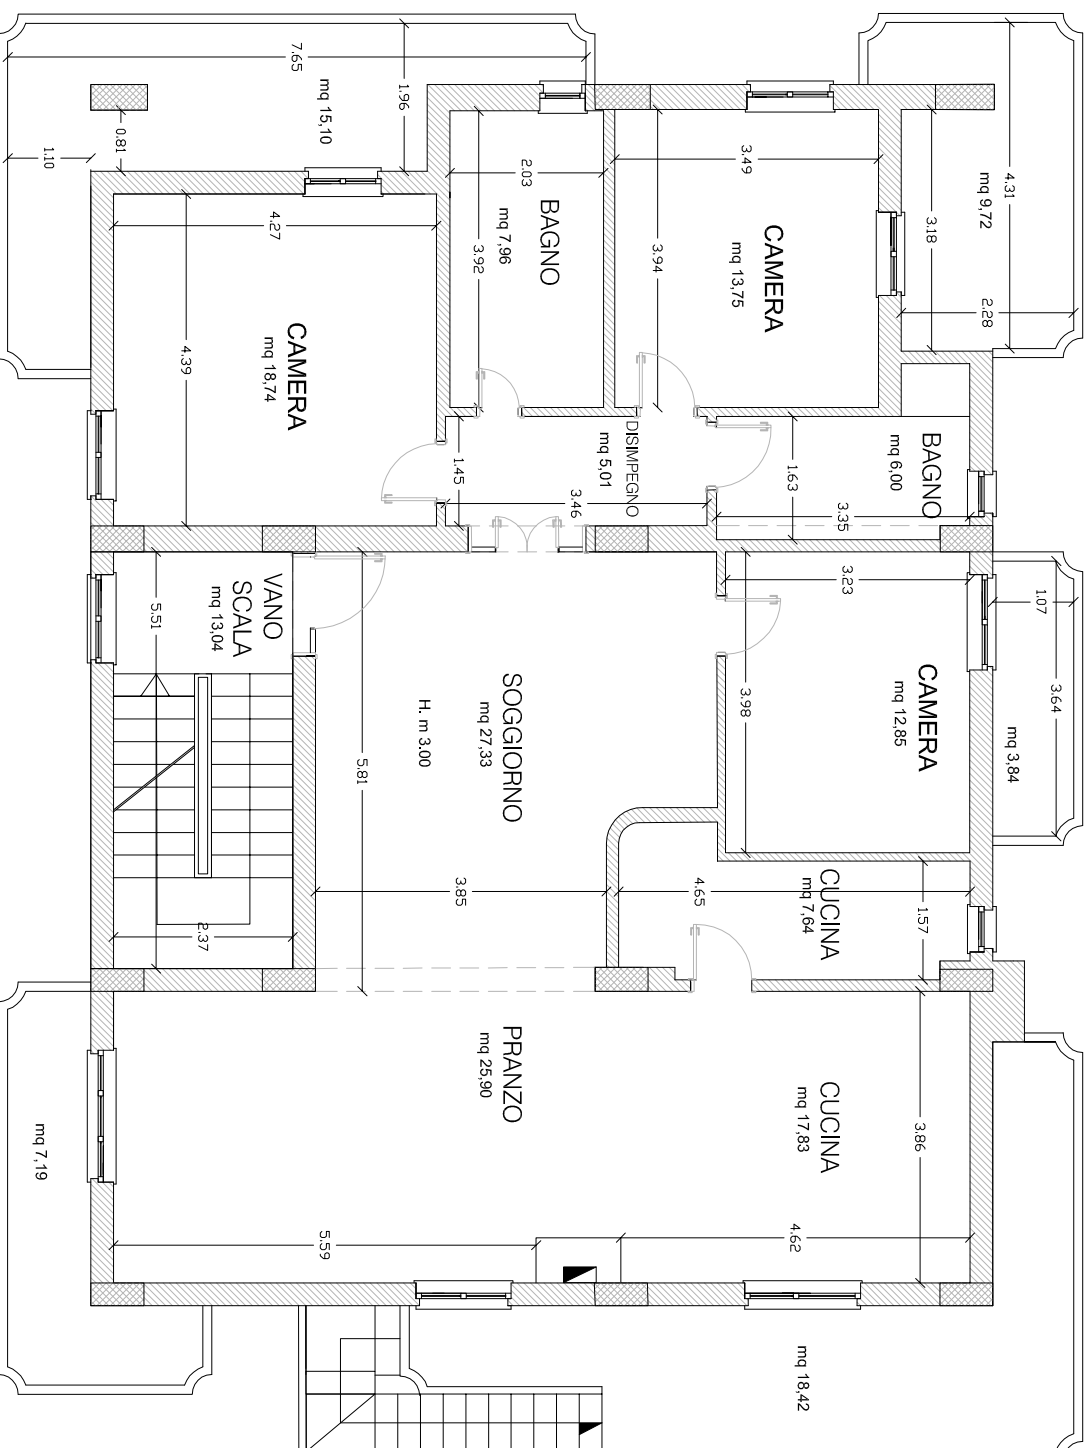 7.65
mq 15,10
1.96
0.81
1.10
4.27
4.39
CAMERA
mq 18,74
2.03
BAGNO
mq 7,96
3.92
3.49
3.94
CAMERA
mq 13,75
4.31
mq 9,72
3.18
2.28
1.45
DISIMPEGNO
mq 5,01
3.46
1.63
BAGNO
mq 6,00
3.35
VANO
SCALA
mq 13,04
5.51
2.37
SOGGIORNO
mq 27,33
H. m 3.00
5.81
3.85
3.23
CAMERA
mq 12,85
3.98
1.07
3.64
mq 3,84
CUCINA
mq 7,64
4.65
1.57
PRANZO
mq 25,90
CUCINA
mq 17,83
3.86
5.59
4.62
mq 7,19
mq 18,42